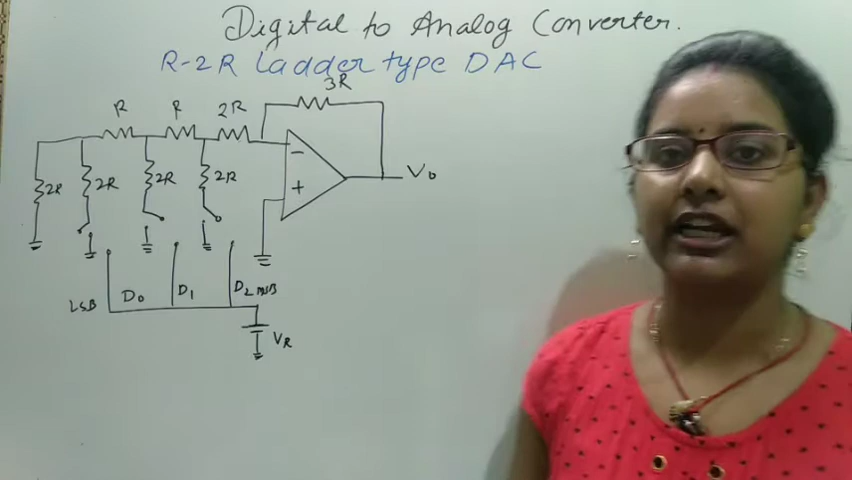 Digital to Analog Converter.
R-2R Ladder type DAC
3R
R R 2R
2R 2R 2R 2R
-
+
Vo
LSB D0 D1 D2 MSB
VR